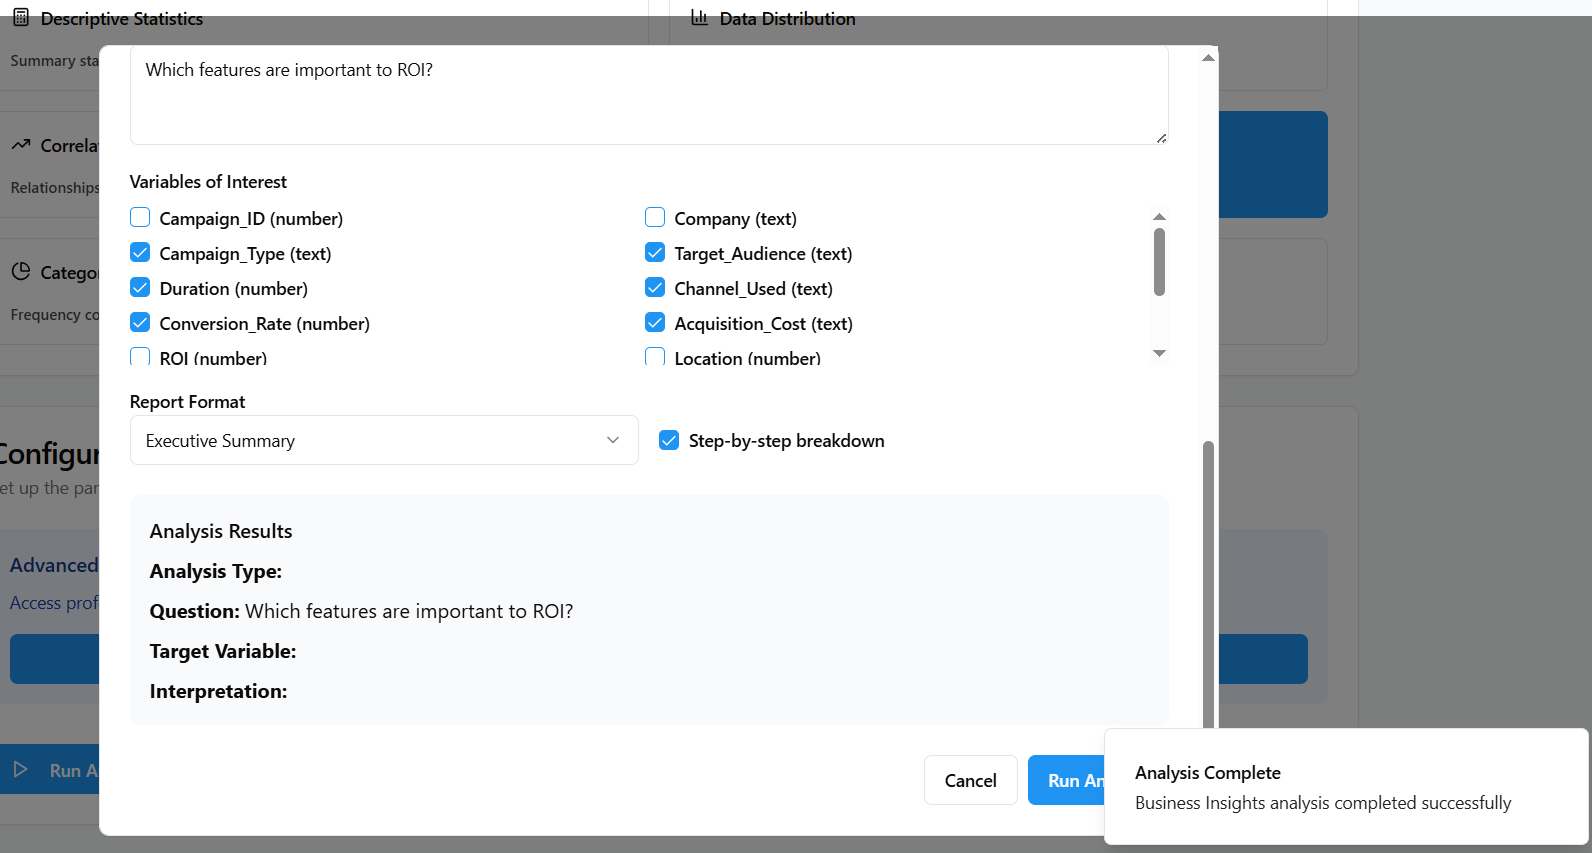 Descriptive Statistics
Data Distribution
Summary sta
Which features are important to ROI?
Correla
Relationships
Variables of Interest
Campaign_ID (number)
Company (text)
Campaign_Type (text)
Target_Audience (text)
Categor
Duration (number)
Channel_Used (text)
Frequency co
Conversion_Rate (number)
Acquisition_Cost (text)
ROI (number)
Location (number)
Report Format
Executive Summary
Step-by-step breakdown
Configur
et up the par
Analysis Results
Advanced
Analysis Type:
Access prof
Question: Which features are important to ROI?
Target Variable:
Interpretation:
Run A
Cancel
Run An
Analysis Complete
Business Insights analysis completed successfully